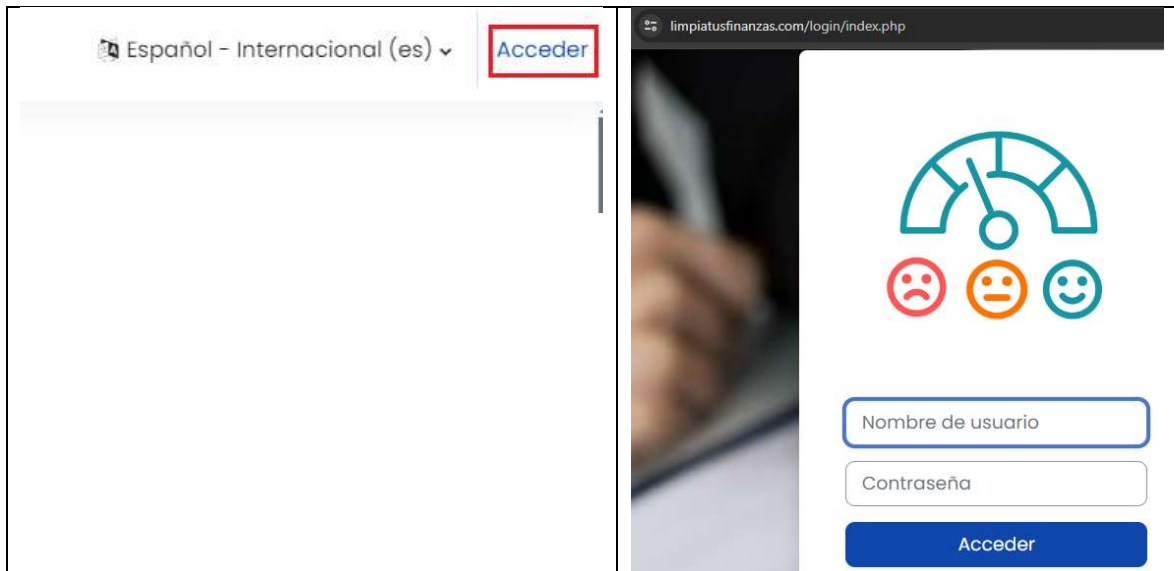 Español - Internacional (es)
Acceder
limpiatusfinanzas.com/login/index.php
Nombre de usuario
Contraseña
Acceder